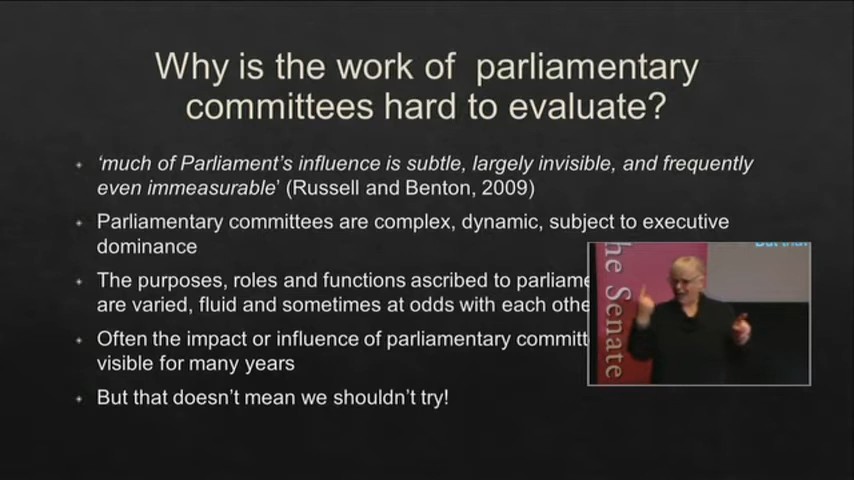 Why is the work of parliamentary
committees hard to evaluate?
‘much of Parliament’s influence is subtle, largely invisible, and frequently
even immeasurable’ (Russell and Benton, 2009)
Parliamentary committees are complex, dynamic, subject to executive
dominance
The purposes, roles and functions ascribed to parliame
are varied, fluid and sometimes at odds with each othe
Often the impact or influence of parliamentary committ
visible for many years
But that doesn’t mean we shouldn’t try!
he Senate